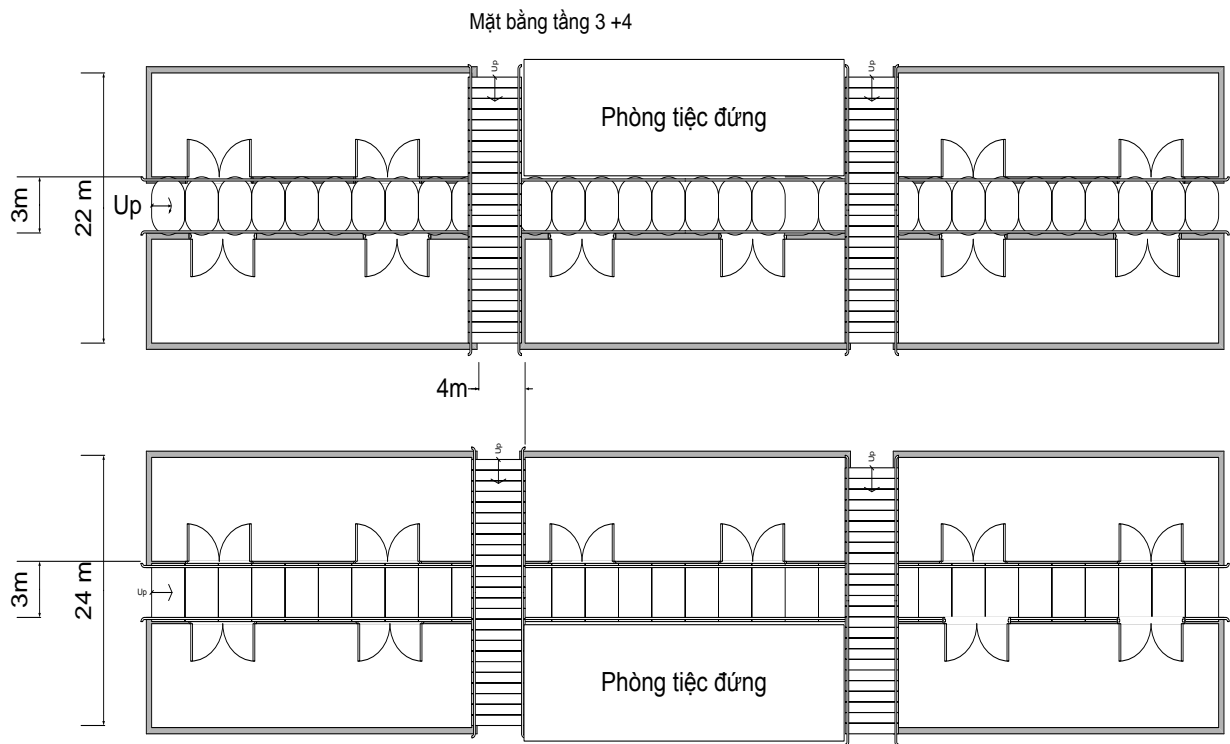 Mặt bằng tầng 3 +4
Up
Up
Phòng tiệc đứng
3m
22 m
Up
4m
Up
Up
3m
24 m
Up
Phòng tiệc đứng